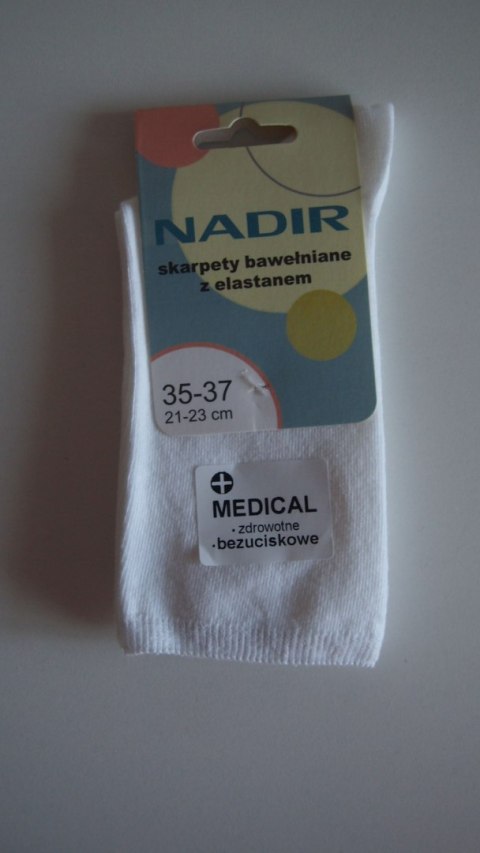 NADIR
skarpety bawełniane
z elastanem
35-37
21-23 cm
MEDICAL
• zdrowotne
• bezuciskowe